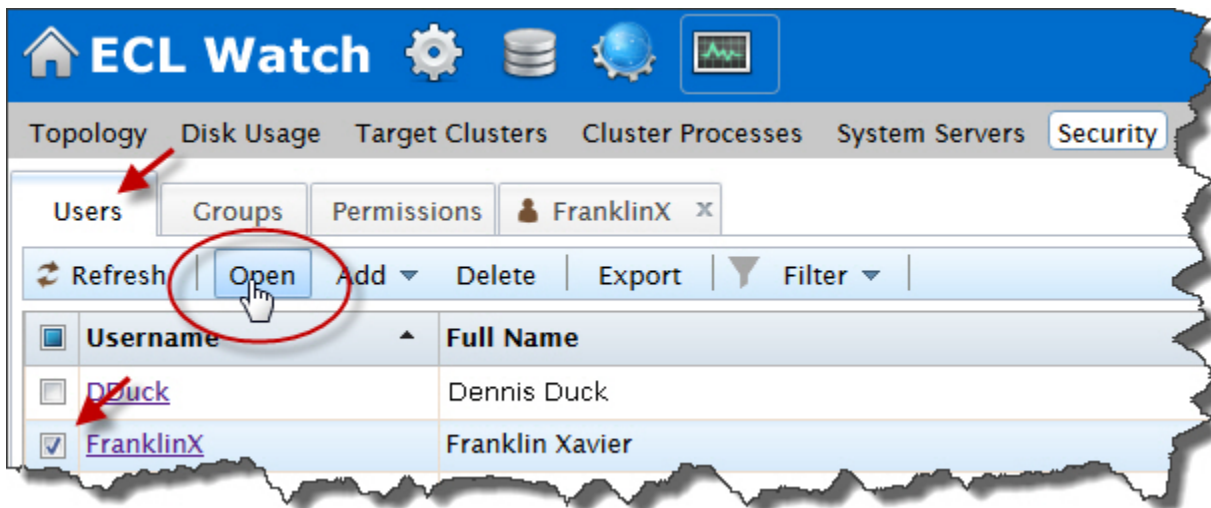 ECL Watch
Topology Disk Usage Target Clusters Cluster Processes System Servers Security
Users Groups Permissions FranklinX x
Refresh Open Add Delete Export Filter
Username Full Name
DDuck Dennis Duck
FranklinX Franklin Xavier